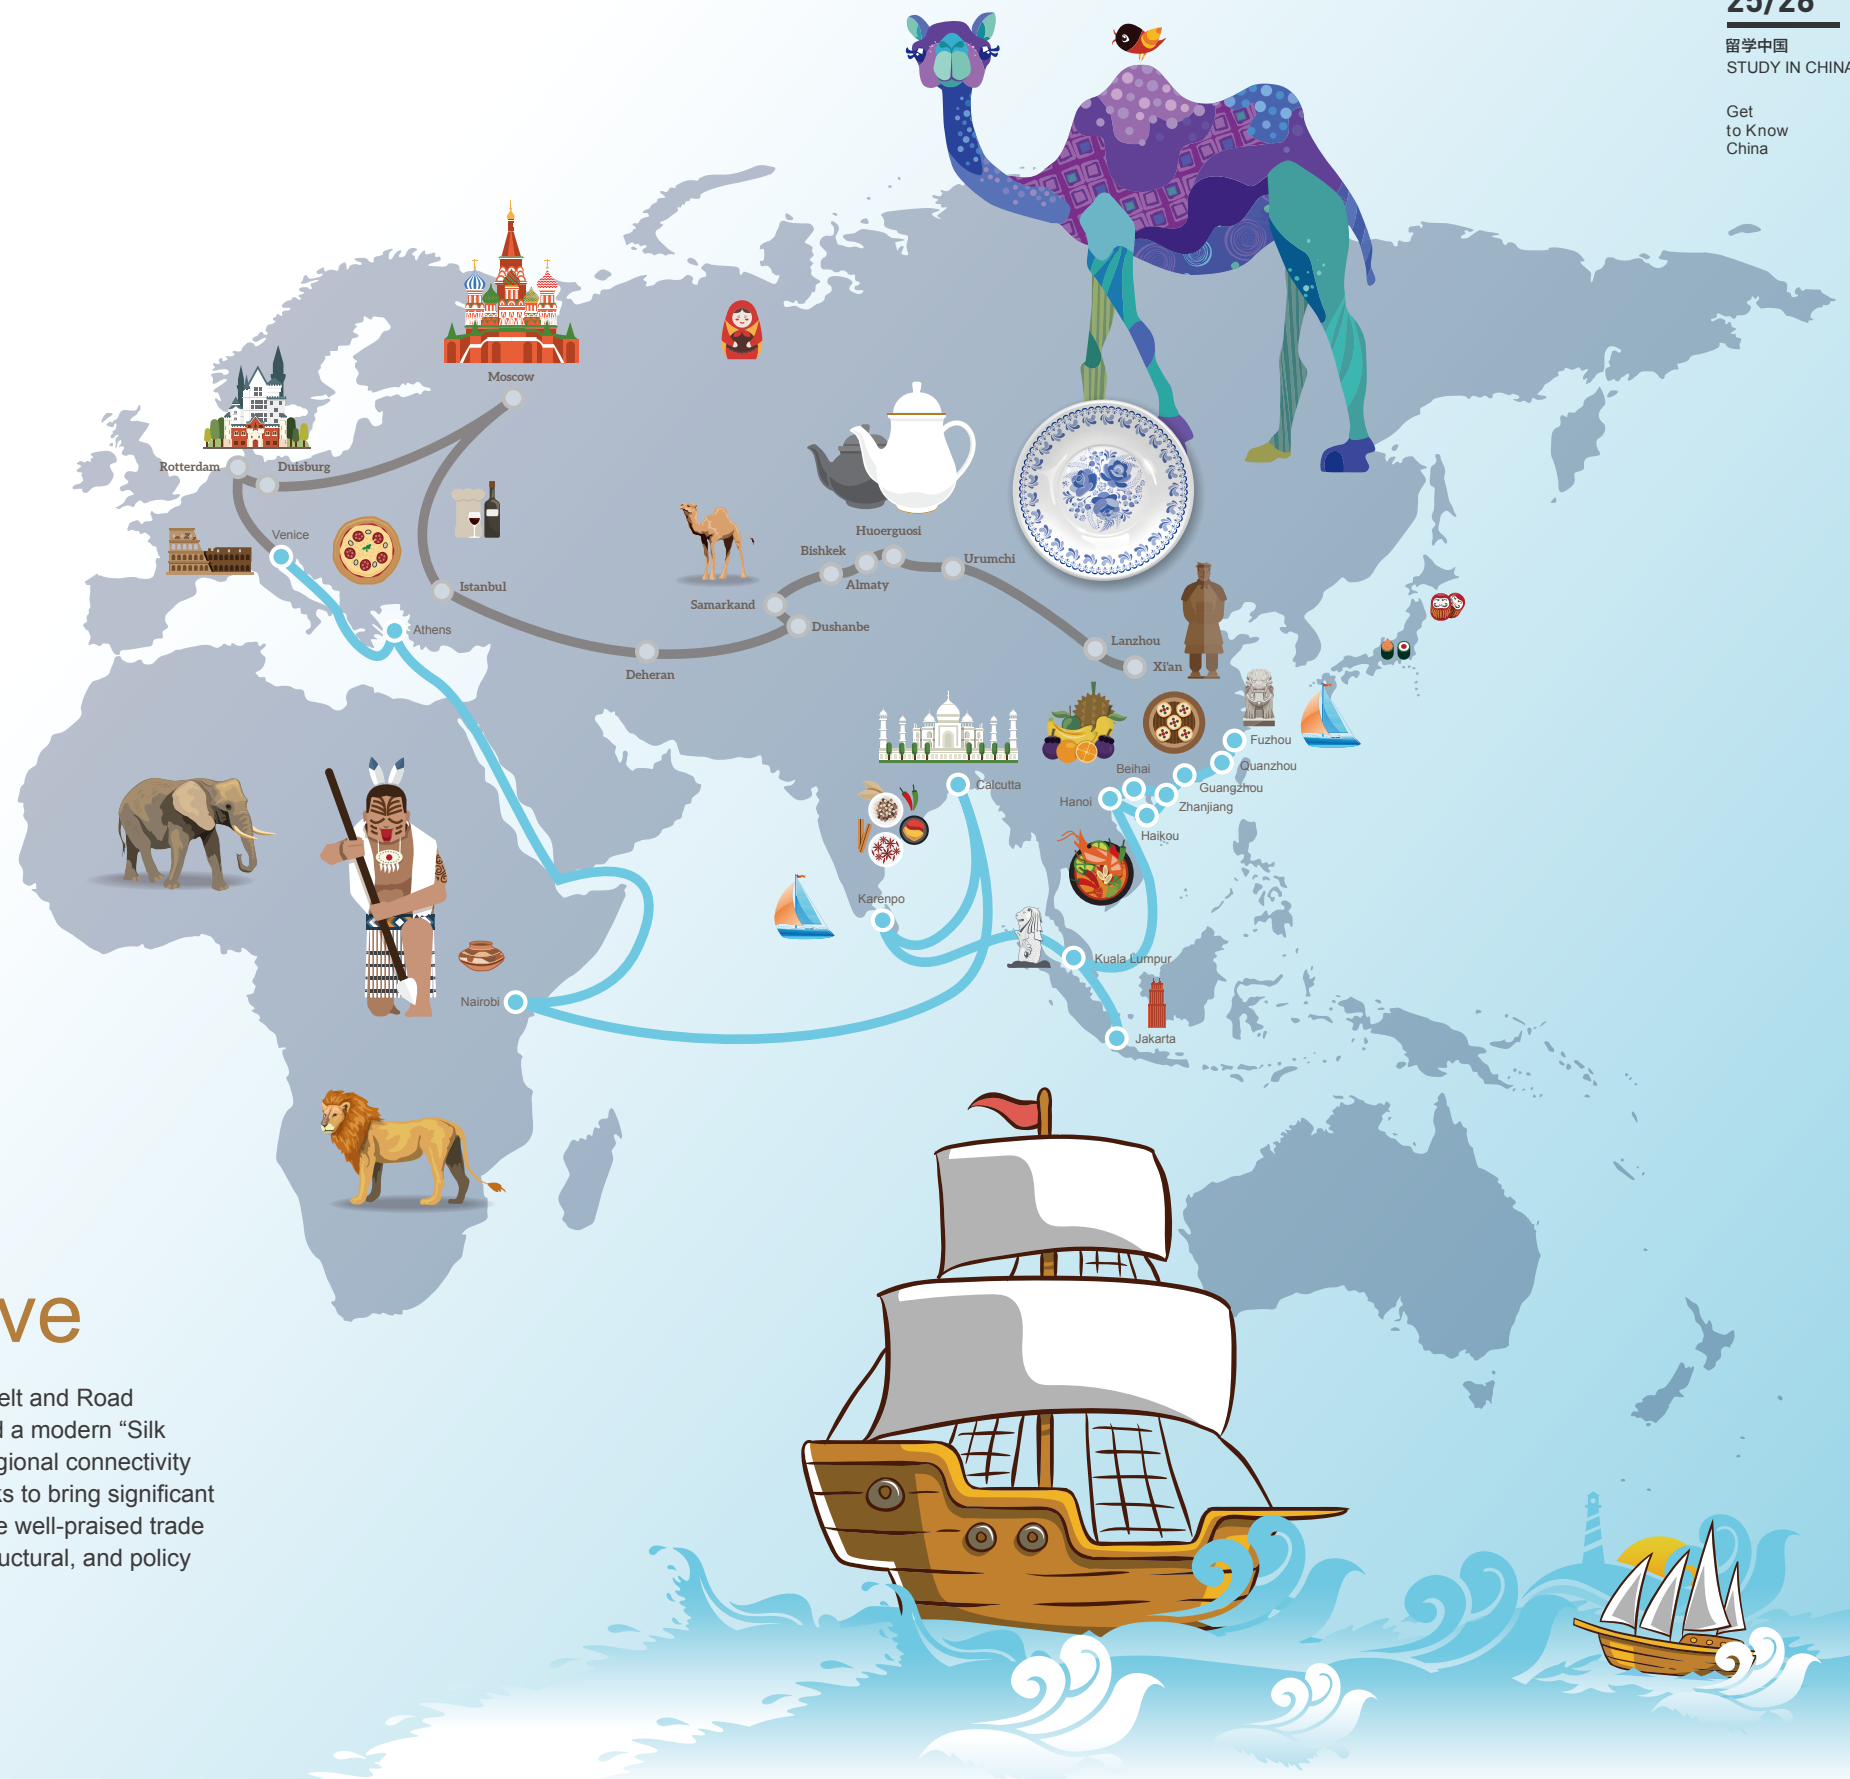 25/26
留学中国
STUDY IN CHINA
Get
to Know
China
Moscow
Rotterdam
Duisburg
Venice
Huoerguosi
Bishkek
Urumchi
Almaty
Istanbul
Samarkand
Athens
Dushanbe
Lanzhou
Xi'an
Deheran
Fuzhou
Quanzhou
Beihai
Calcutta
Guangzhou
Hanoi
Zhanjiang
Haikou
Karenpo
Kuala Lumpur
Nairobi
Jakarta
ve
elt and Road
a modern “Silk
gional connectivity
ks to bring significant
e well-praised trade
uctural, and policy